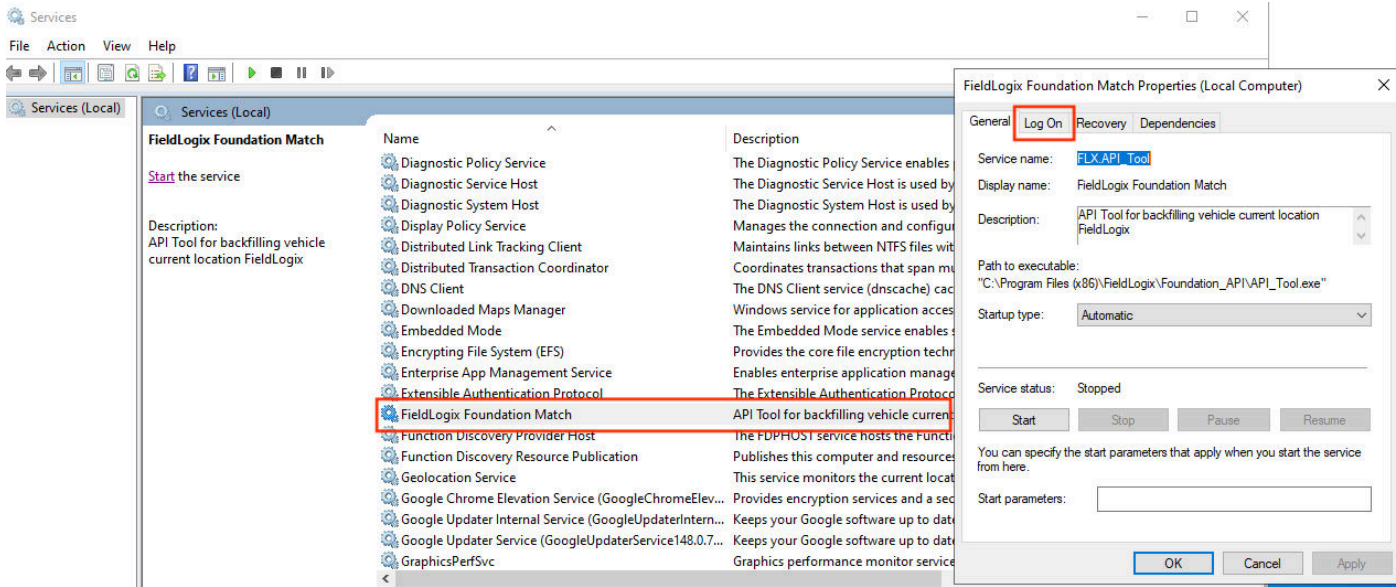 Services
File Action View Help
Services (Local)
Services (Local)
FieldLogix Foundation Match
Start the service
Description:
API Tool for backfilling vehicle
current location FieldLogix
Name Description
Diagnostic Policy Service The Diagnostic Policy Service enables
Diagnostic Service Host The Diagnostic Service Host is used by
Diagnostic System Host The Diagnostic System Host is used by
Display Policy Service Manages the connection and configu
Distributed Link Tracking Client Maintains links between NTFS files wit
Distributed Transaction Coordinator Coordinates transactions that span mu
DNS Client The DNS Client service (dnscache) cac
Downloaded Maps Manager Windows service for application acces
Embedded Mode The Embedded Mode service enables
Encrypting File System (EFS) Provides the core file encryption techn
Enterprise App Management Service Enables enterprise application manage
Extensible Authentication Protocol The Extensible Authentication Protoco
FieldLogix Foundation Match API Tool for backfilling vehicle current
Function Discovery Provider Host The FDPHOST service hosts the Functi
Function Discovery Resource Publication Publishes this computer and resources
Geolocation Service This service monitors the current locat
Google Chrome Elevation Service (GoogleChromeElev... Provides encryption services and a sec
Google Updater Internal Service (GoogleUpdaterIntern... Keeps your Google software up to date
Google Updater Service (GoogleUpdaterService148.0.7... Keeps your Google software up to date
GraphicsPerfSvc Graphics performance monitor service
FieldLogix Foundation Match Properties (Local Computer)
General Log On Recovery Dependencies
Service name: FLX.API_Tool
Display name: FieldLogix Foundation Match
Description: API Tool for backfilling vehicle current location
FieldLogix
Path to executable:
"C:\Program Files (x86)\FieldLogix\Foundation_API\API_Tool.exe"
Startup type: Automatic
Service status: Stopped
Start Stop Pause Resume
You can specify the start parameters that apply when you start the service
from here.
Start parameters:
OK Cancel Apply